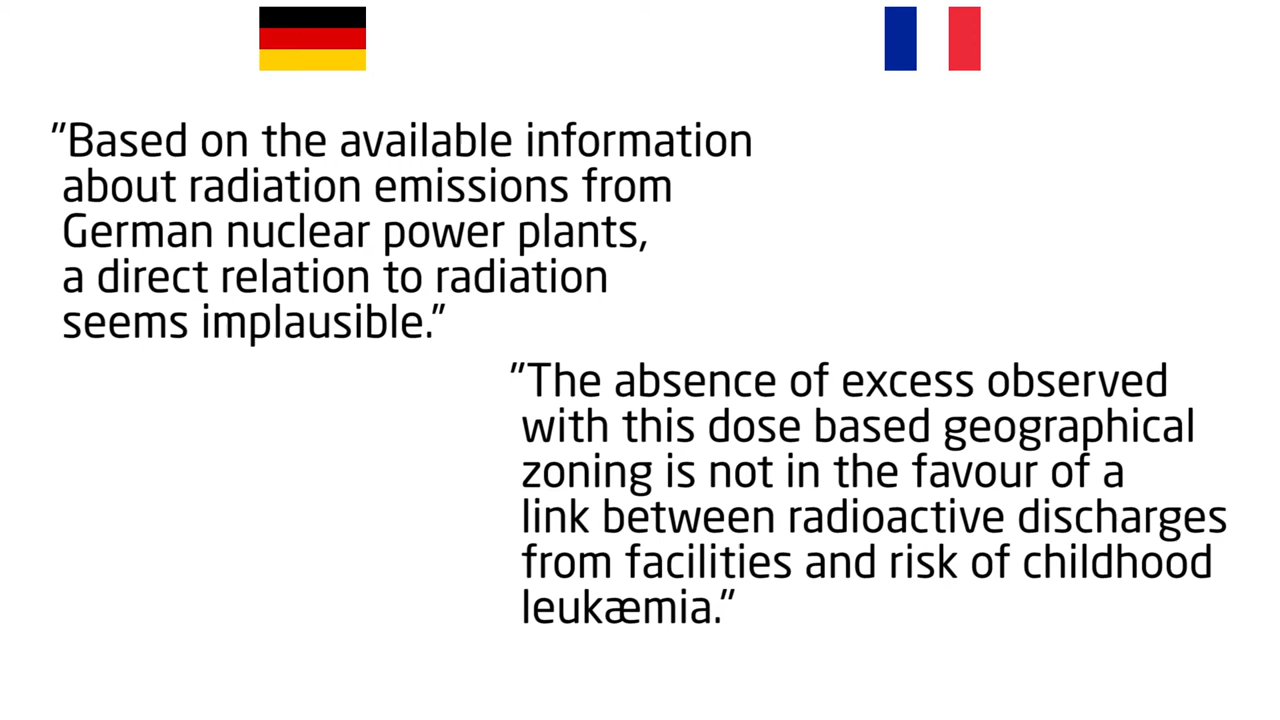 "Based on the available information
about radiation emissions from
German nuclear power plants,
a direct relation to radiation
seems implausible."
"The absence of excess observed
with this dose based geographical
zoning is not in the favour of a
link between radioactive discharges
from facilities and risk of childhood
leukæmia."